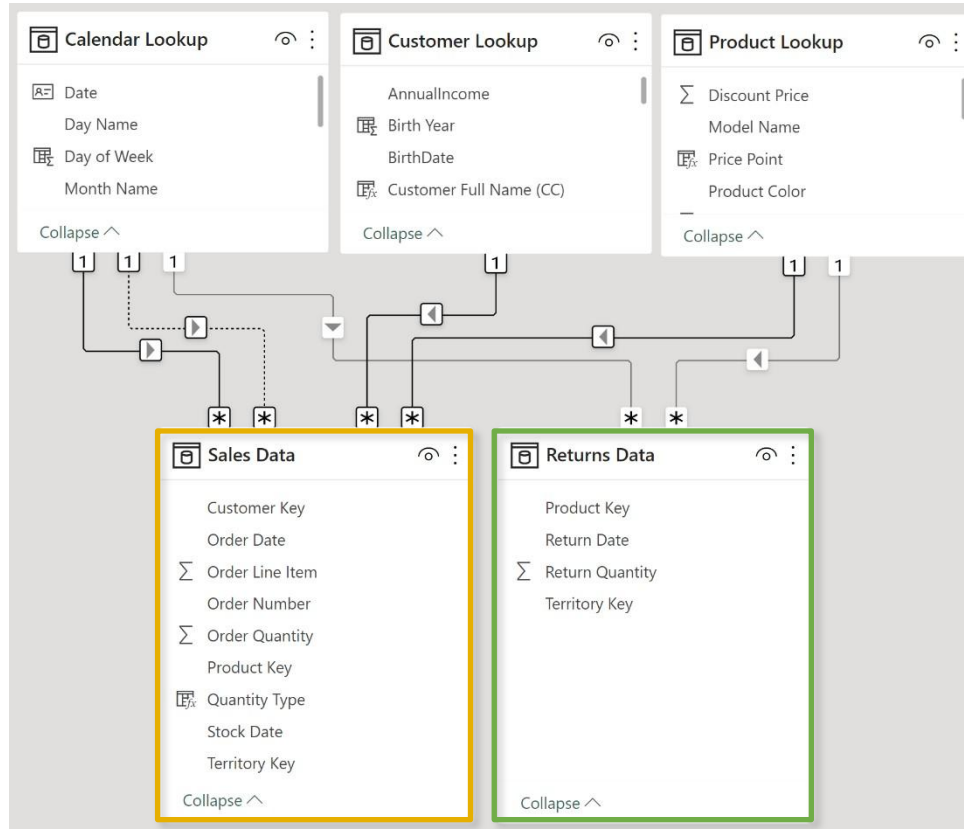 Calendar Lookup
Date
Day Name
Day of Week
Month Name
Collapse
Customer Lookup
AnnualIncome
Birth Year
BirthDate
Customer Full Name (CC)
Collapse
Product Lookup
Discount Price
Model Name
Price Point
Product Color
Collapse
1 1 1 1 1 1
* * * * * *
Sales Data
Customer Key
Order Date
Order Line Item
Order Number
Order Quantity
Product Key
Quantity Type
Stock Date
Territory Key
Collapse
Returns Data
Product Key
Return Date
Return Quantity
Territory Key
Collapse